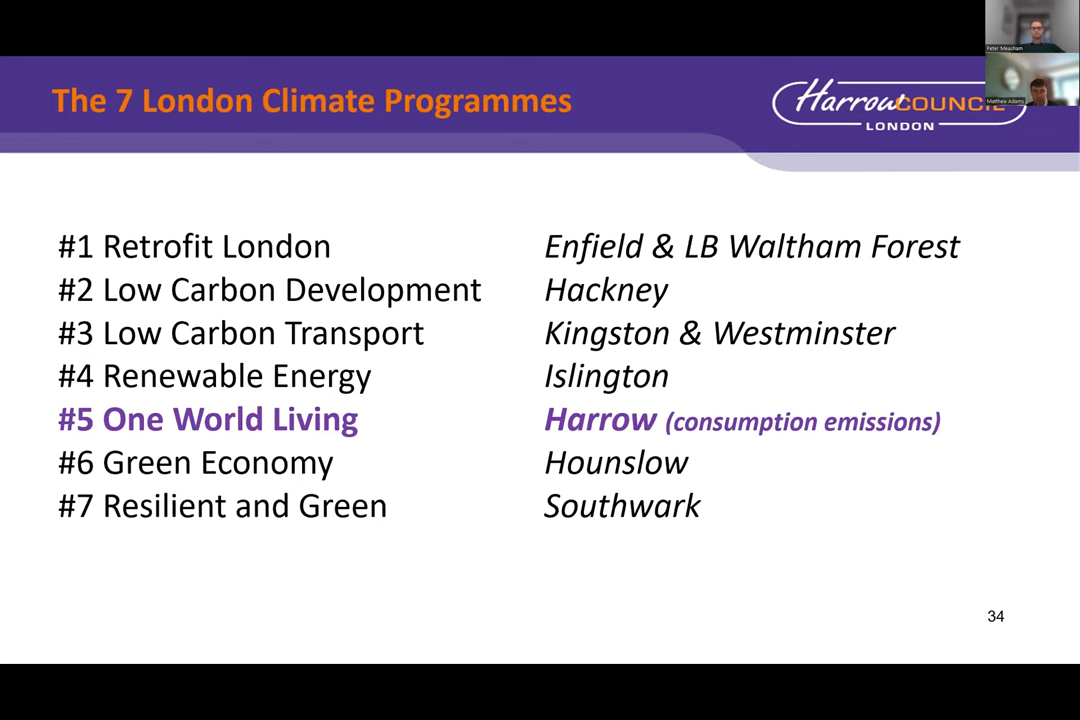 The 7 London Climate Programmes
Harrow COUNCIL
LONDON
Peter Measham
Matthew Adams
#1 Retrofit London Enfield & LB Waltham Forest
#2 Low Carbon Development Hackney
#3 Low Carbon Transport Kingston & Westminster
#4 Renewable Energy Islington
#5 One World Living Harrow (consumption emissions)
#6 Green Economy Hounslow
#7 Resilient and Green Southwark
34